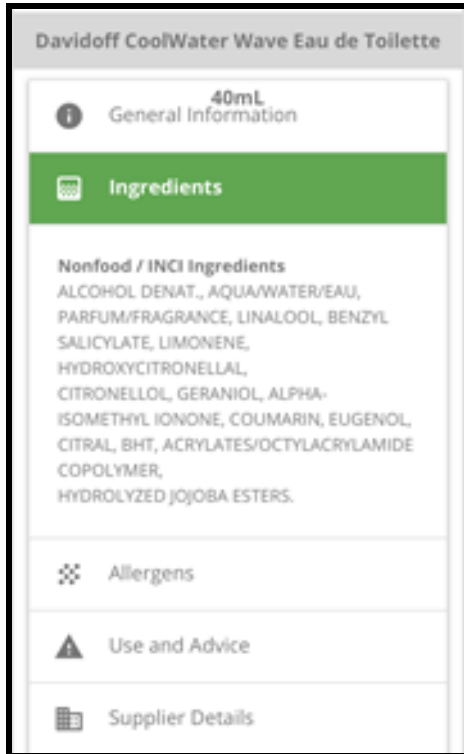 Davidoff CoolWater Wave Eau de Toilette
40mL
General Information
Ingredients
Nonfood / INCI Ingredients
ALCOHOL DENAT., AQUA/WATER/EAU,
PARFUM/FRAGRANCE, LINALOOL, BENZYL
SALICYLATE, LIMONENE,
HYDROXYCITRONELLAL,
CITRONELLOL, GERANIOL, ALPHA-
ISOMETHYL IONONE, COUMARIN, EUGENOL,
CITRAL, BHT, ACRYLATES/OCTYLACRYLAMIDE
COPOLYMER,
HYDROLYZED JOJOBA ESTERS.
Allergens
Use and Advice
Supplier Details